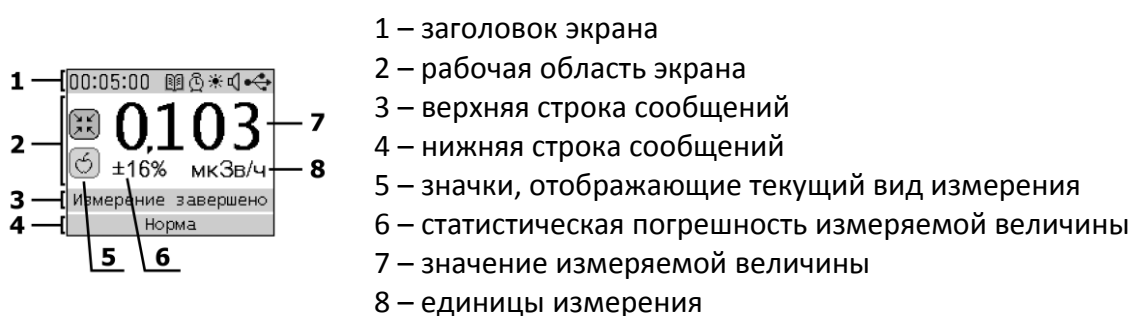 1 – заголовок экрана
2 – рабочая область экрана
3 – верхняя строка сообщений
4 – нижняя строка сообщений
5 – значки, отображающие текущий вид измерения
6 – статистическая погрешность измеряемой величины
7 – значение измеряемой величины
8 – единицы измерения
1 00:05:00
2 0,103 7
±16% мкЗв/ч 8
3 Измерение завершено
4 Норма
5 6